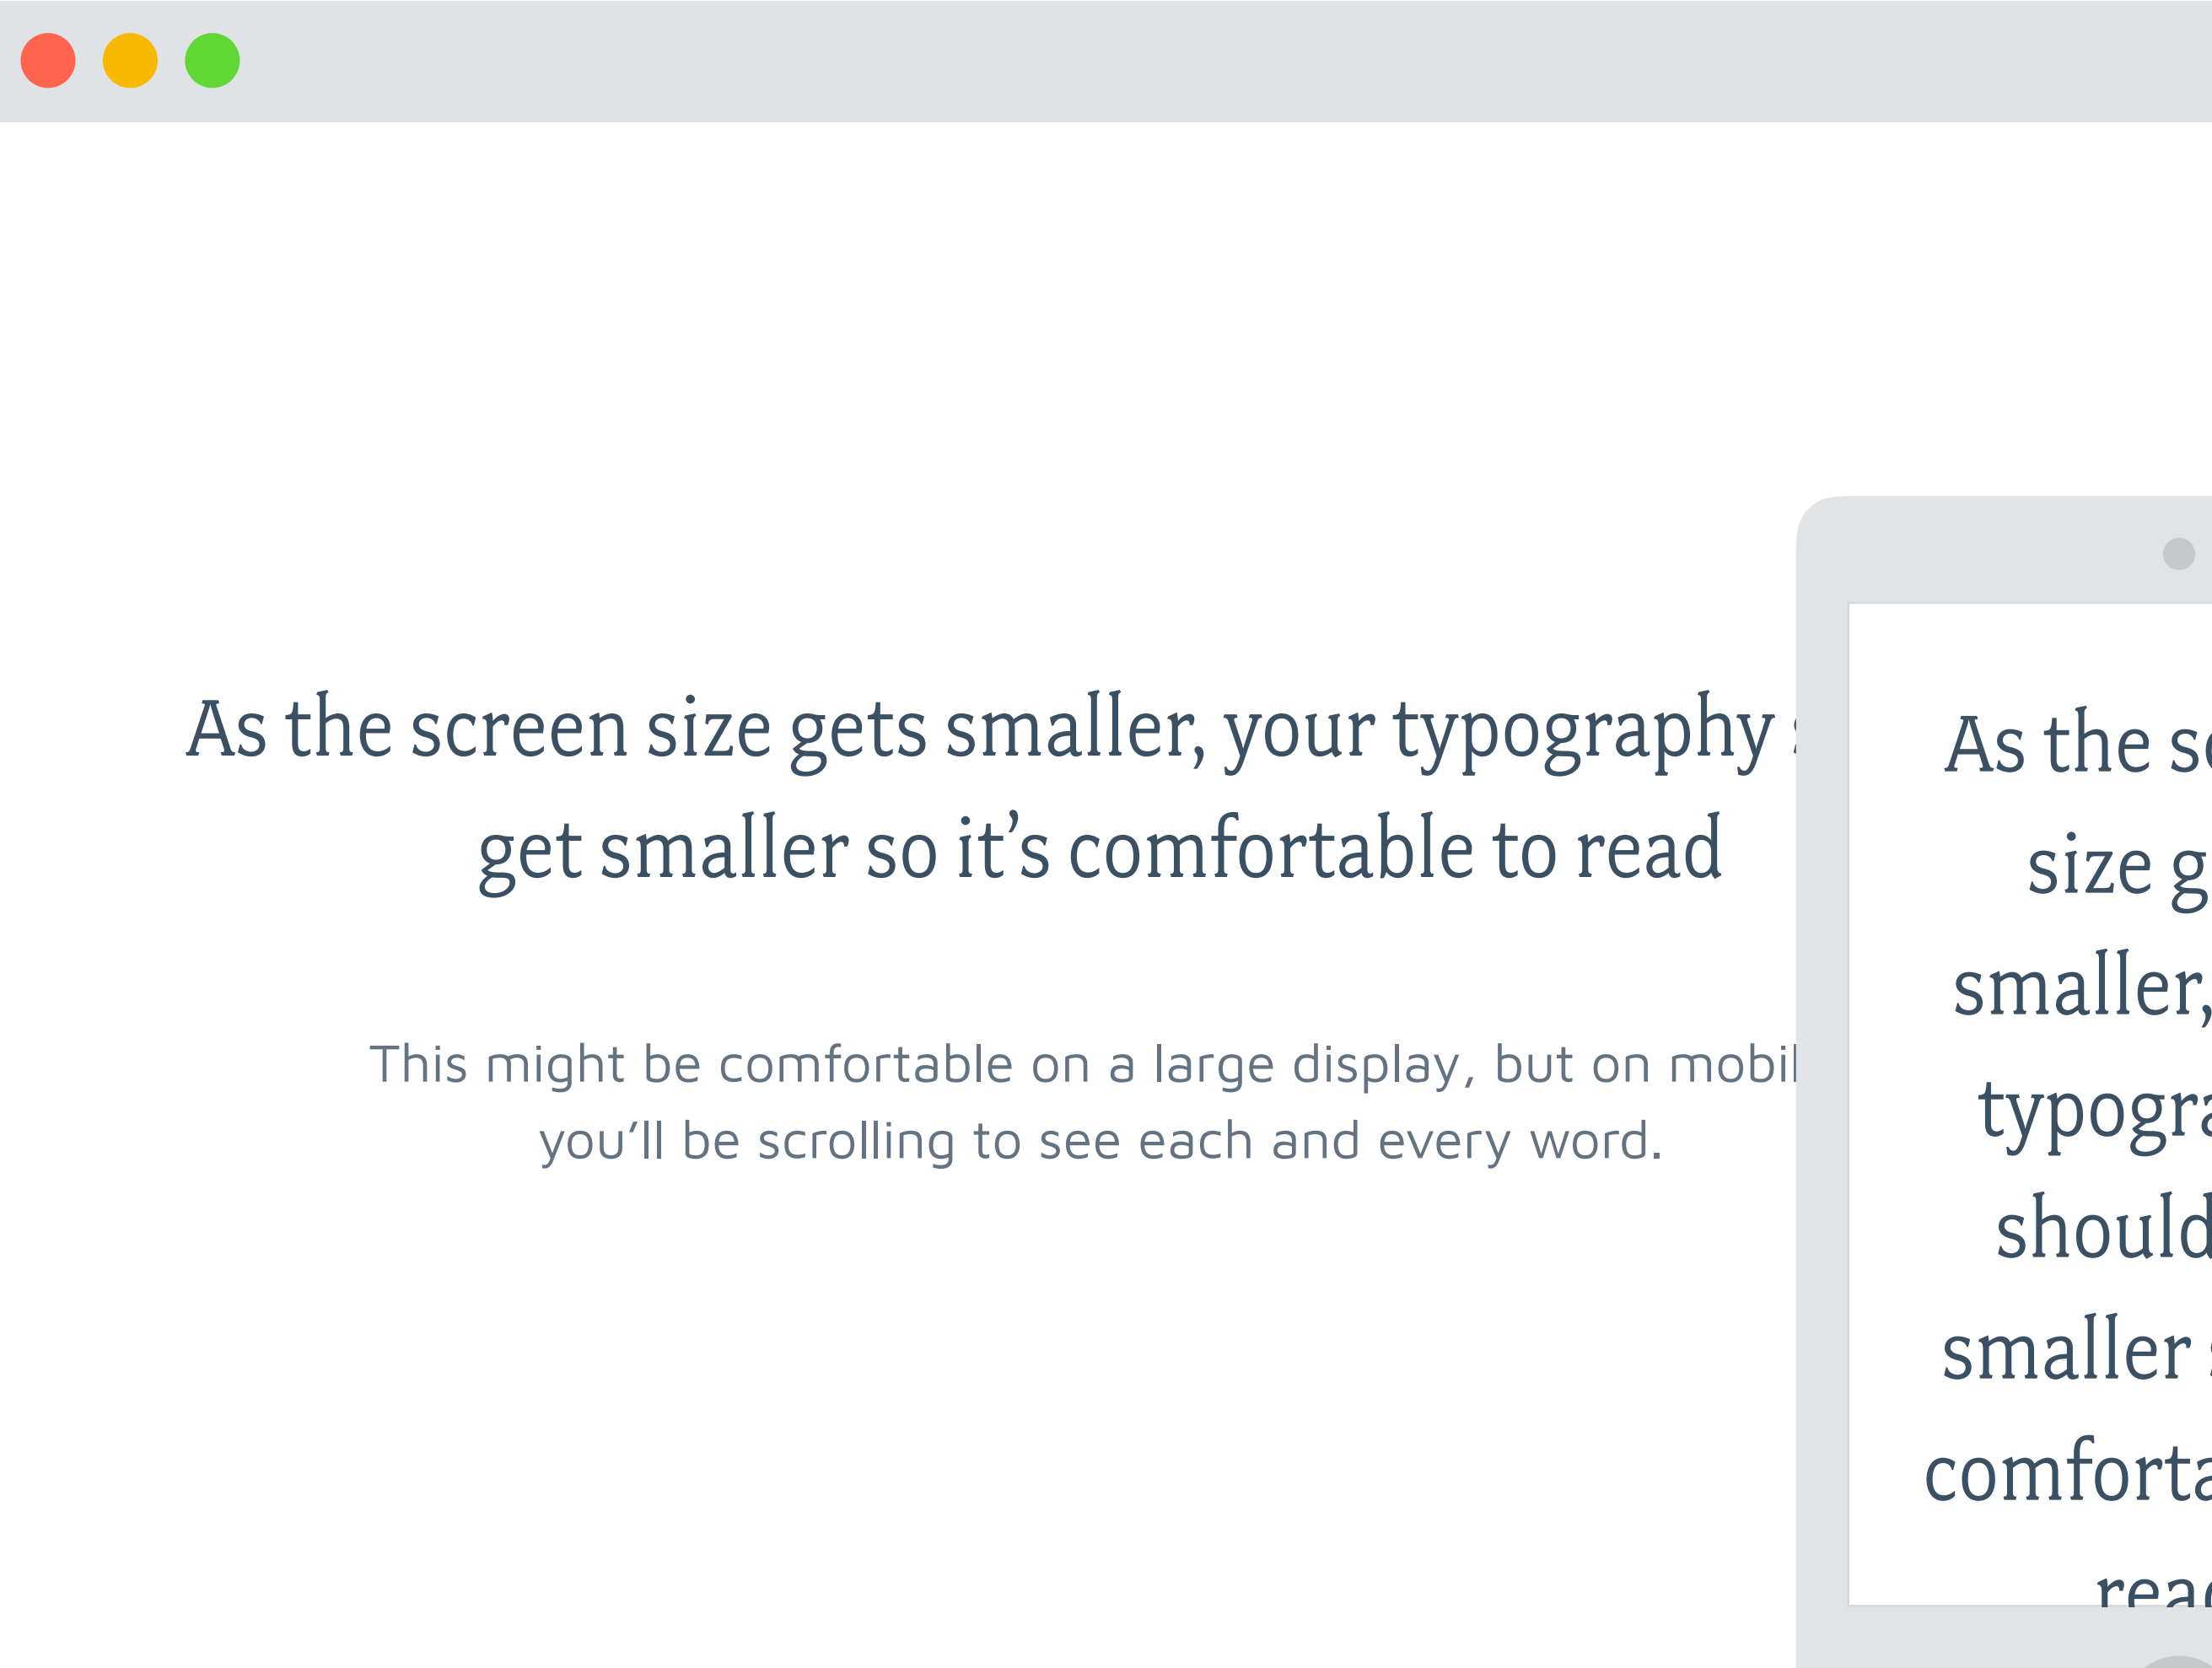 As the screen size gets smaller, your typography
get smaller so it’s comfortable to read
This might be comfortable on a large display, but on
you’ll be scrolling to see each and every word.
As the
size
smaller,
should
smaller